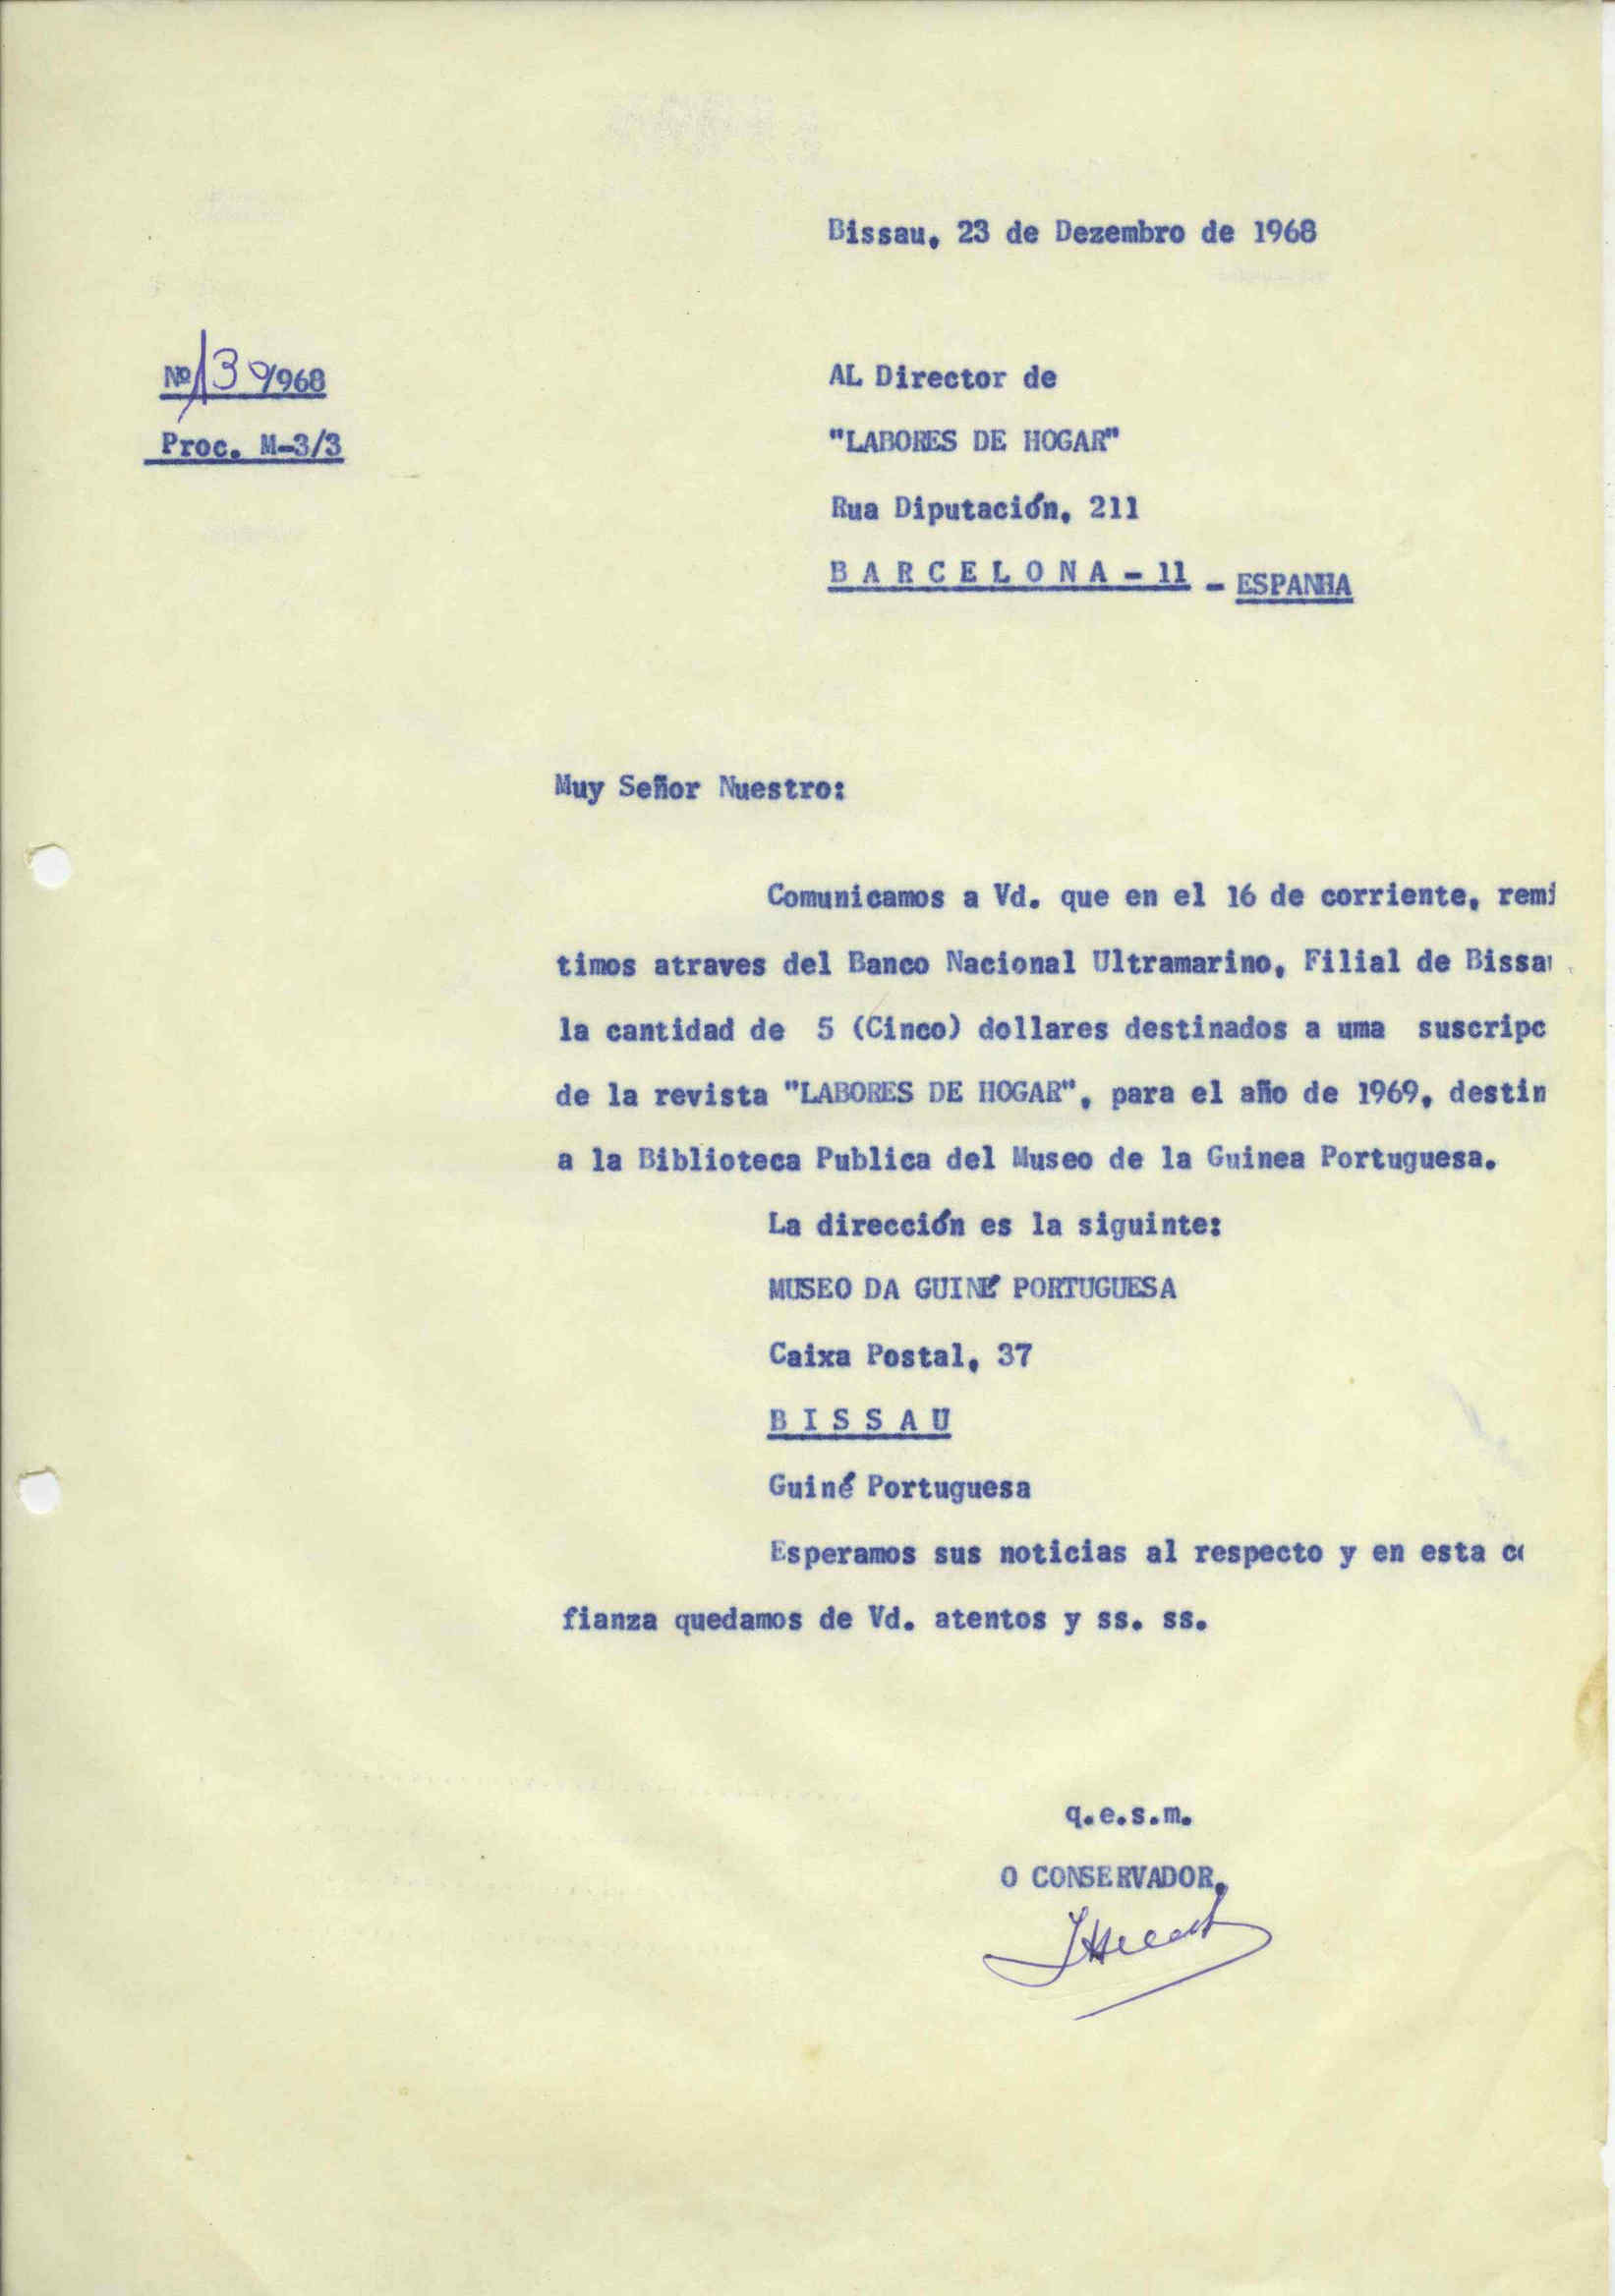 Bissau, 23 de Dezembro de 1968
Nº 139/968
Proc. M-3/3
AL Director de
"LABORES DE HOGAR"
Rua Diputación, 211
B A R C E L O N A - 11 - ESPANHA
Muy Señor Nuestro:
Comunicamos a Vd. que en el 16 de corriente, remi
timos atraves del Banco Nacional Ultramarino, Filial de Bissau
la cantidad de 5 (Cinco) dollares destinados a uma suscripc
de la revista "LABORES DE HOGAR", para el año de 1969, destin
a la Biblioteca Publica del Museo de la Guinea Portuguesa.
La dirección es la siguinte:
MUSEO DA GUINÉ PORTUGUESA
Caixa Postal, 37
B I S S A U
Guiné Portuguesa
Esperamos sus noticias al respecto y en esta co
fianza quedamos de Vd. atentos y ss. ss.
q.e.s.m.
O CONSERVADOR,